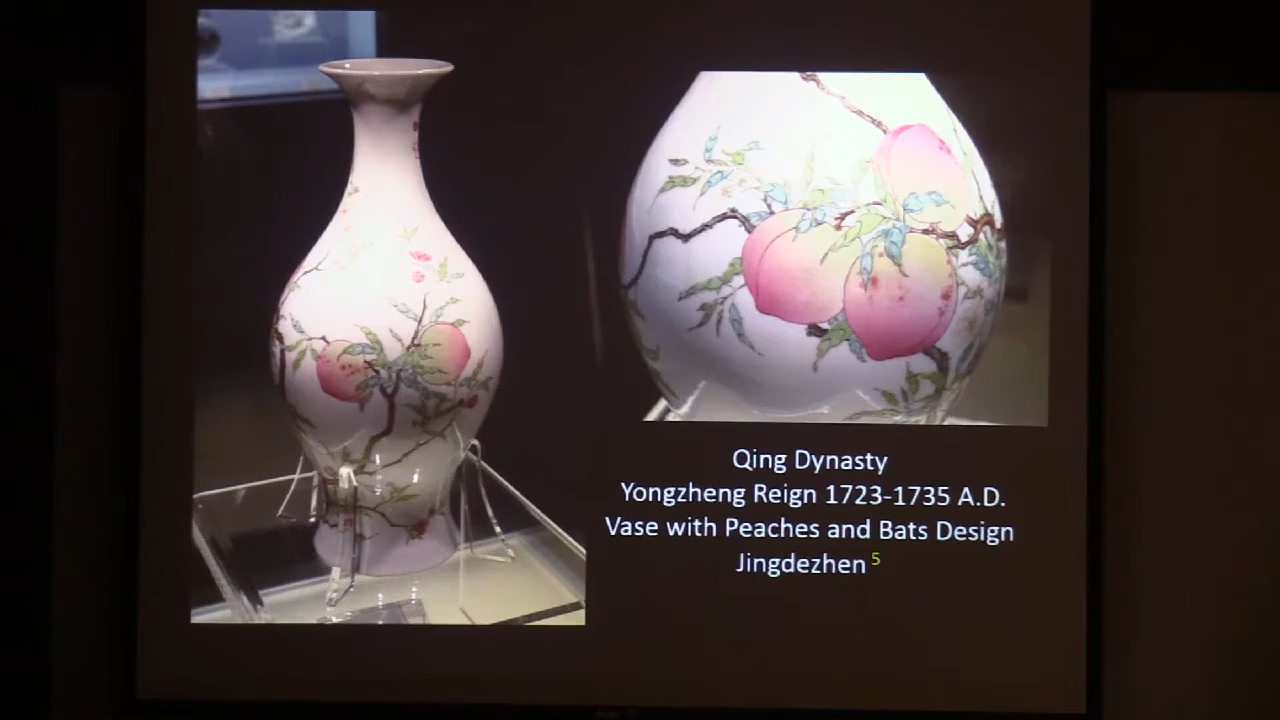 Qing Dynasty
Yongzheng Reign 1723-1735 A.D.
Vase with Peaches and Bats Design
Jingdezhen 5